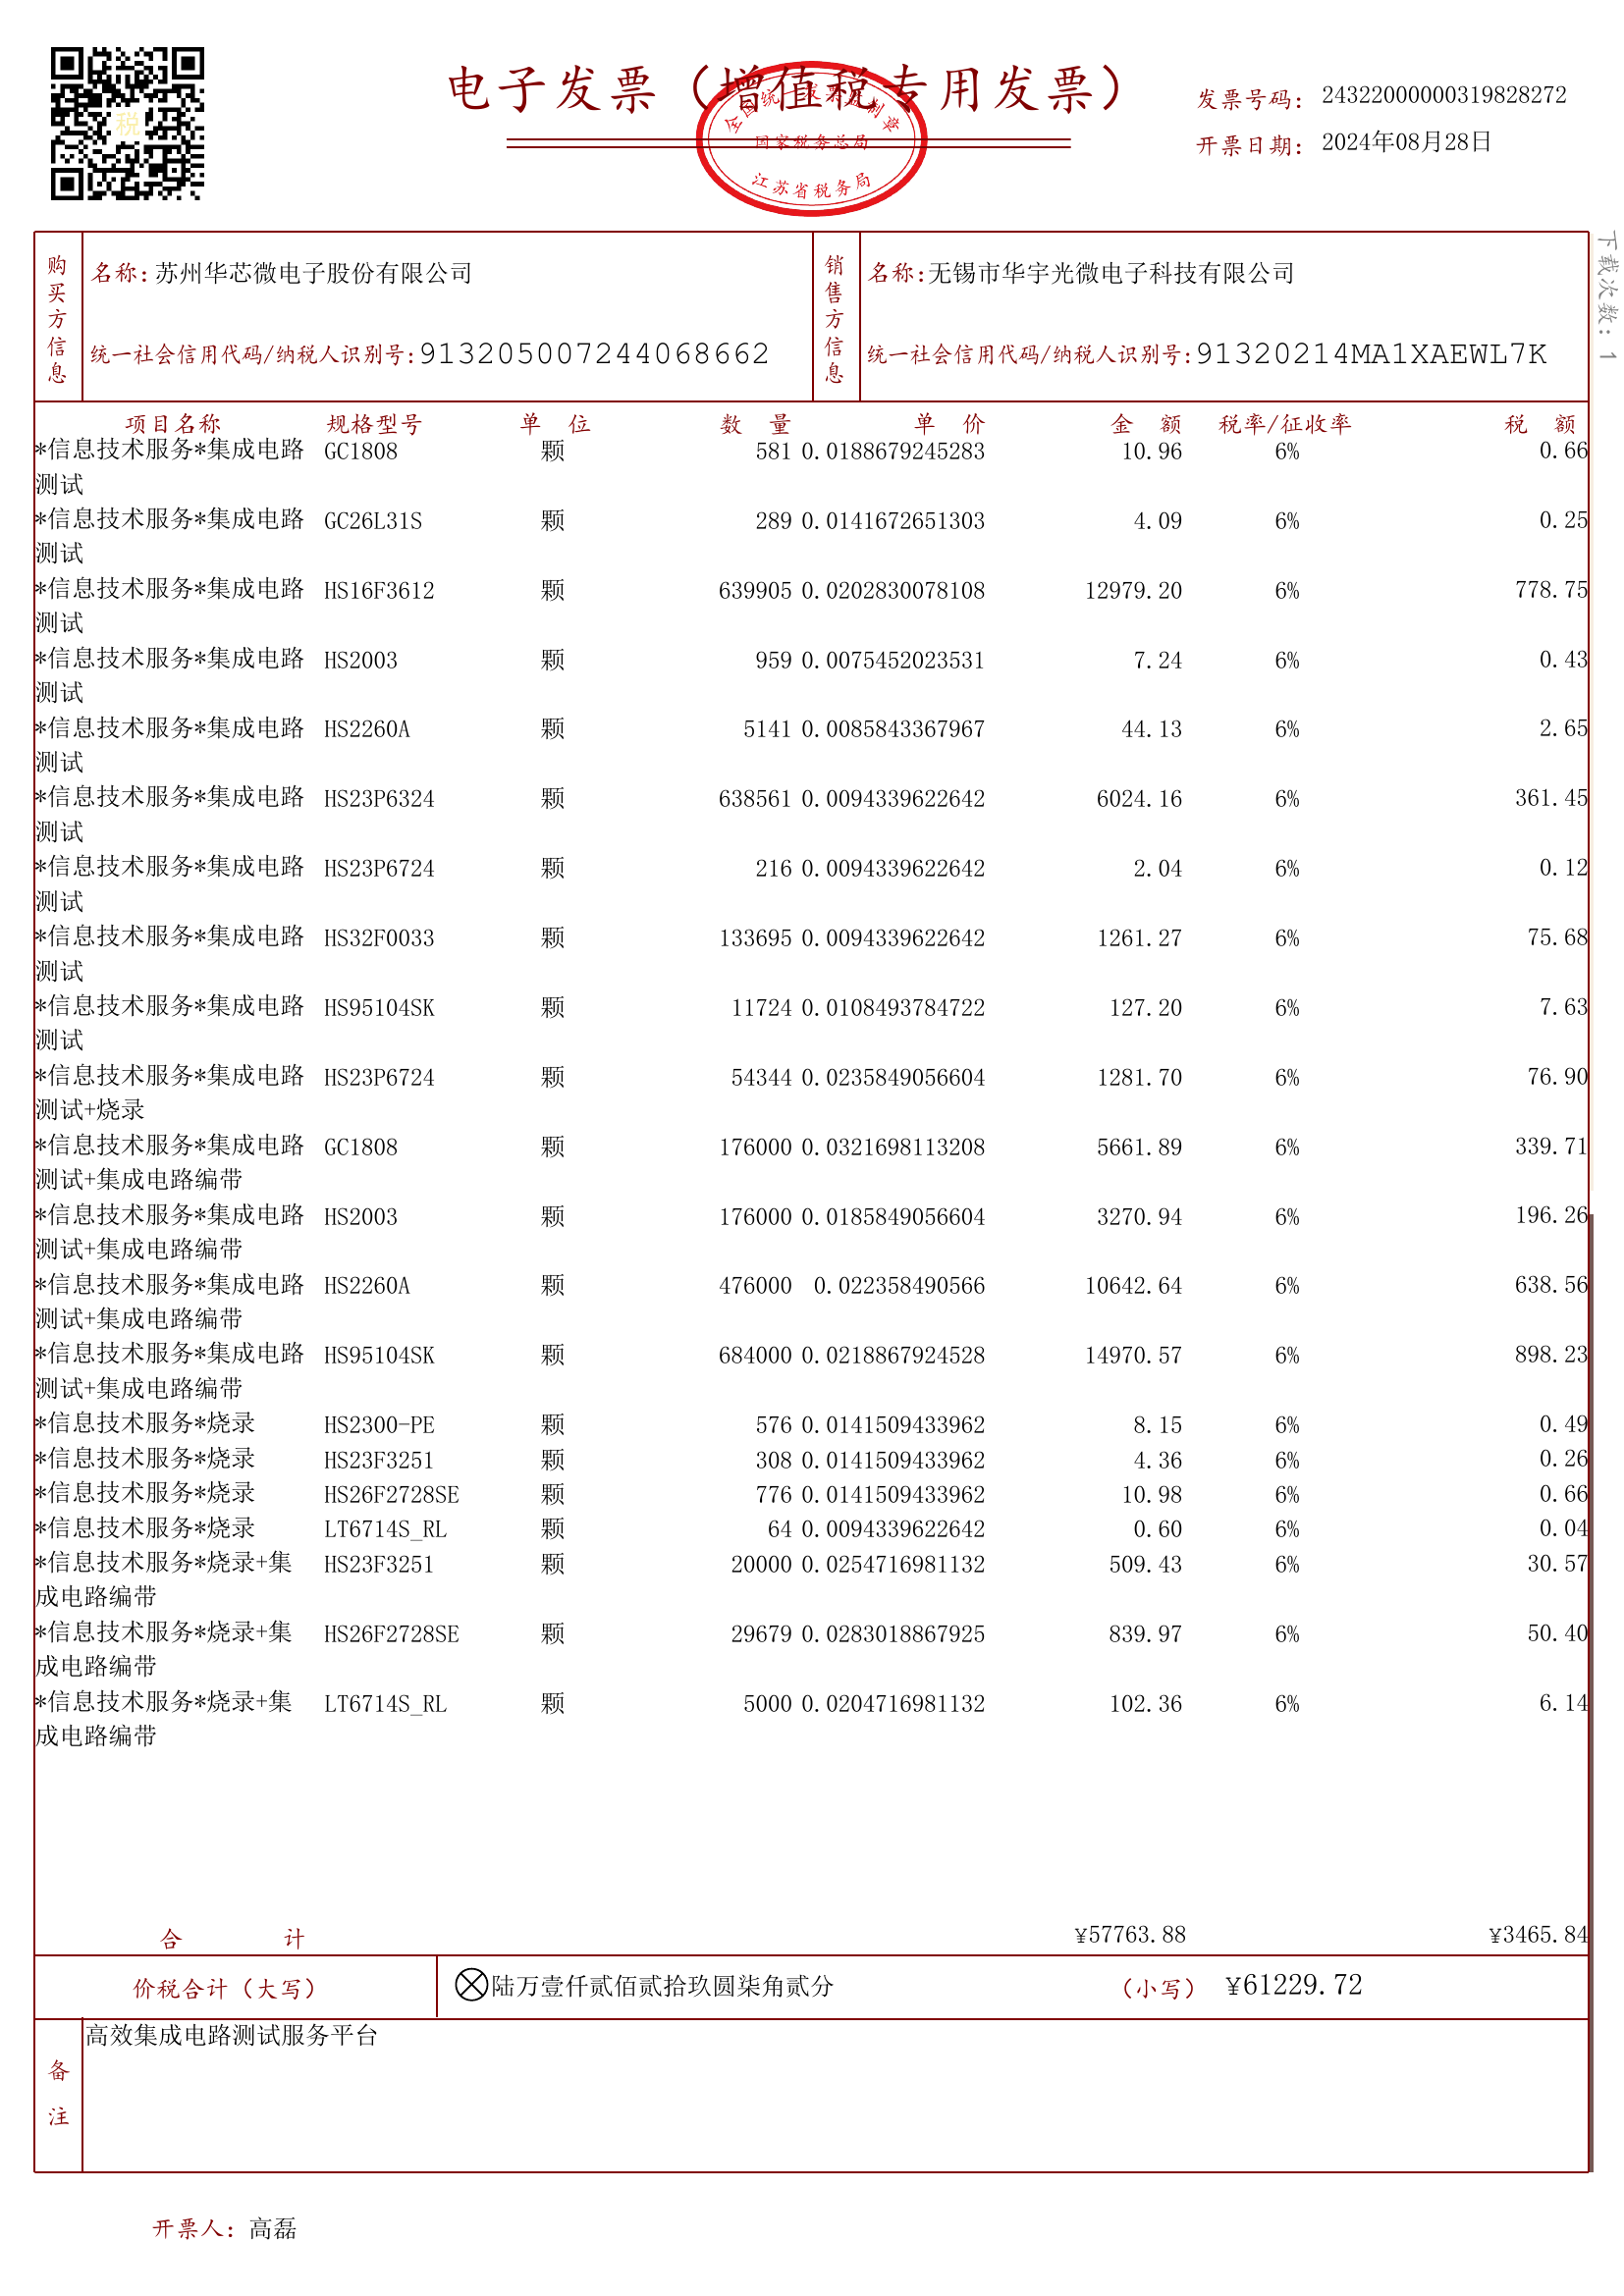 电子发票（增值税专用发票）
全国统一发票监制章
国家税务总局
江苏省税务局
税
发票号码：24322000000319828272
开票日期：2024年08月28日
下载次数：1
购买方信息
名称：苏州华芯微电子股份有限公司
统一社会信用代码/纳税人识别号：913205007244068662
销售方信息
名称：无锡市华宇光微电子科技有限公司
统一社会信用代码/纳税人识别号：91320214MA1XAEWL7K
项目名称 规格型号 单 位 数 量 单 价 金 额 税率/征收率 税 额
*信息技术服务*集成电路 GC1808 颗 581 0.0188679245283 10.96 6% 0.66
测试
*信息技术服务*集成电路 GC26L31S 颗 289 0.0141672651303 4.09 6% 0.25
测试
*信息技术服务*集成电路 HS16F3612 颗 639905 0.0202830078108 12979.20 6% 778.75
测试
*信息技术服务*集成电路 HS2003 颗 959 0.0075452023531 7.24 6% 0.43
测试
*信息技术服务*集成电路 HS2260A 颗 5141 0.0085843367967 44.13 6% 2.65
测试
*信息技术服务*集成电路 HS23P6324 颗 638561 0.0094339622642 6024.16 6% 361.45
测试
*信息技术服务*集成电路 HS23P6724 颗 216 0.0094339622642 2.04 6% 0.12
测试
*信息技术服务*集成电路 HS32F0033 颗 133695 0.0094339622642 1261.27 6% 75.68
测试
*信息技术服务*集成电路 HS95104SK 颗 11724 0.0108493784722 127.20 6% 7.63
测试
*信息技术服务*集成电路 HS23P6724 颗 54344 0.0235849056604 1281.70 6% 76.90
测试+烧录
*信息技术服务*集成电路 GC1808 颗 176000 0.0321698113208 5661.89 6% 339.71
测试+集成电路编带
*信息技术服务*集成电路 HS2003 颗 176000 0.0185849056604 3270.94 6% 196.26
测试+集成电路编带
*信息技术服务*集成电路 HS2260A 颗 476000 0.022358490566 10642.64 6% 638.56
测试+集成电路编带
*信息技术服务*集成电路 HS95104SK 颗 684000 0.0218867924528 14970.57 6% 898.23
测试+集成电路编带
*信息技术服务*烧录 HS2300-PE 颗 576 0.0141509433962 8.15 6% 0.49
*信息技术服务*烧录 HS23F3251 颗 308 0.0141509433962 4.36 6% 0.26
*信息技术服务*烧录 HS26F2728SE 颗 776 0.0141509433962 10.98 6% 0.66
*信息技术服务*烧录 LT6714S_RL 颗 64 0.0094339622642 0.60 6% 0.04
*信息技术服务*烧录+集 HS23F3251 颗 20000 0.0254716981132 509.43 6% 30.57
成电路编带
*信息技术服务*烧录+集 HS26F2728SE 颗 29679 0.0283018867925 839.97 6% 50.40
成电路编带
*信息技术服务*烧录+集 LT6714S_RL 颗 5000 0.0204716981132 102.36 6% 6.14
成电路编带
合 计 ¥57763.88 ¥3465.84
价税合计（大写） 陆万壹仟贰佰贰拾玖圆柒角贰分 （小写） ¥61229.72
备注
高效集成电路测试服务平台
开票人：高磊